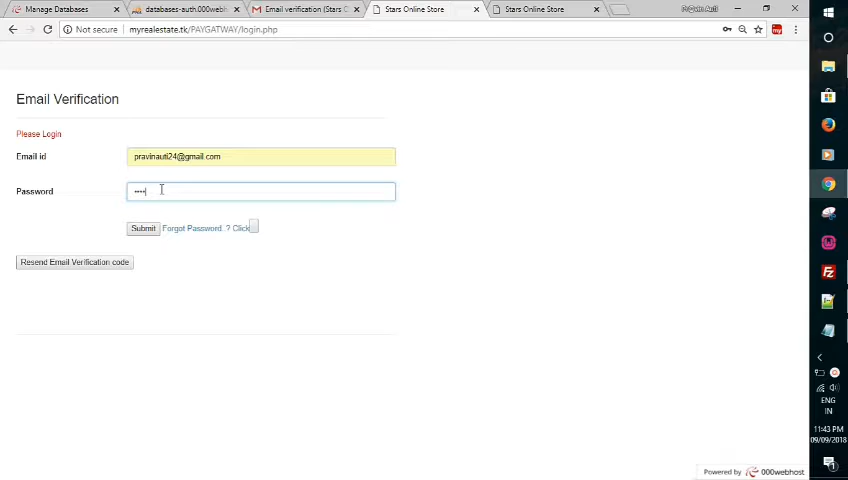 Manage Databases
databases-auth.000webh
Email verification (Stars O
Stars Online Store
Stars Online Store
Not secure
myrealestate.tk/PAYGATWAY/login.php
Email Verification
Please Login
Email id
pravinauti24@gmail.com
Password
••••
Submit
Forgot Password. ? Click
Resend Email Verification code
ENG
IN
11:43 PM
09/09/2018
Powered by
000webhost